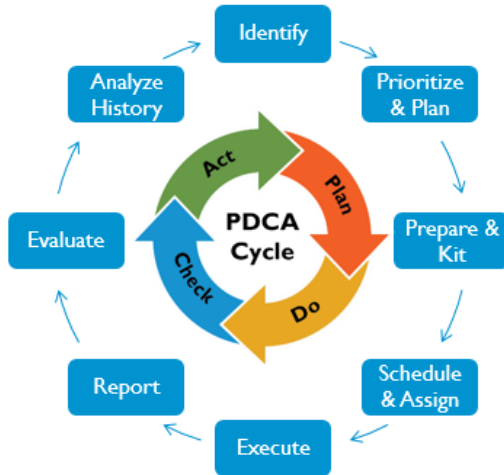 Identify
Prioritize
& Plan
Prepare &
Kit
Schedule
& Assign
Execute
Report
Evaluate
Analyze
History
Act
Plan
Do
Check
PDCA
Cycle